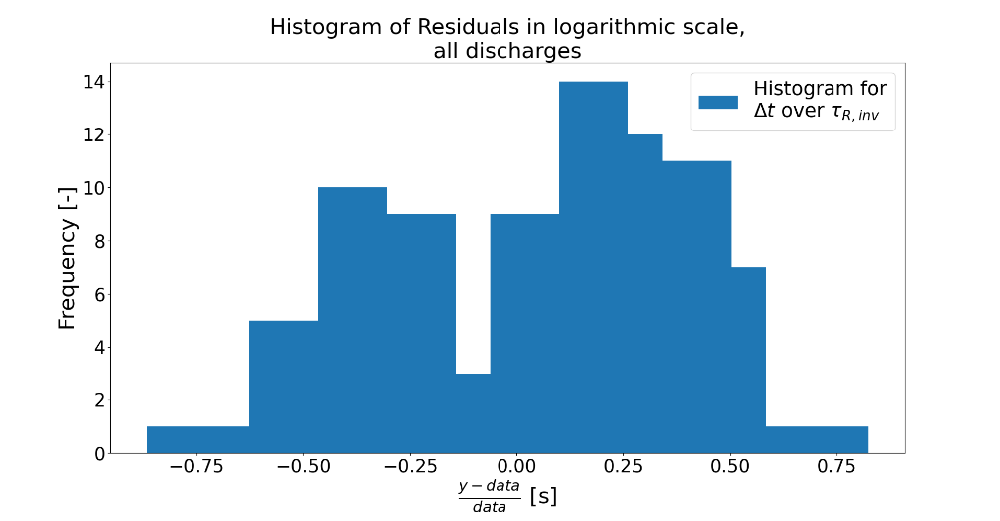 Histogram of Residuals in logarithmic scale,
all discharges
Histogram for
Δt over τ_{R, inv}
Frequency [-]
14
12
10
8
6
4
2
0
−0.75 −0.50 −0.25 0.00 0.25 0.50 0.75
\frac{y − data}{data} [s]